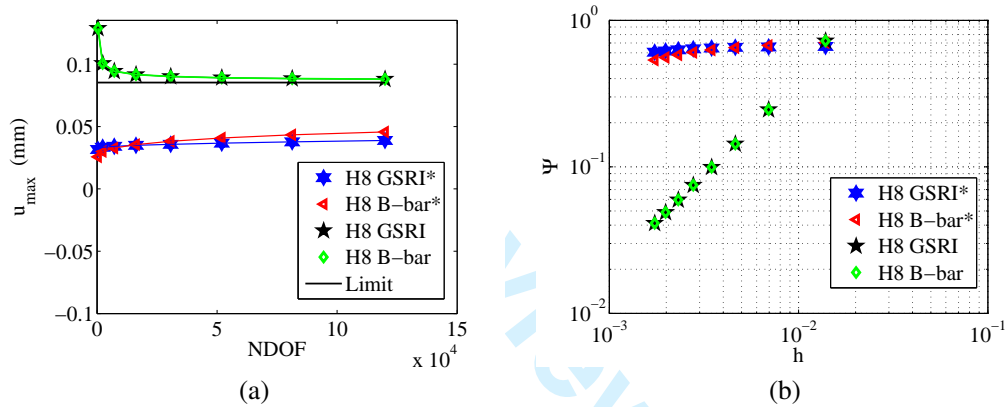 0.1
0.05
0
−0.05
−0.1
u_max (mm)
H8 GSRI*
H8 B−bar*
H8 GSRI
H8 B−bar
Limit
0 5 10 15
NDOF
x 10^4
(a)
10^0
10^−1
10^−2
Ψ
H8 GSRI*
H8 B−bar*
H8 GSRI
H8 B−bar
10^−3 10^−2 10^−1
h
(b)